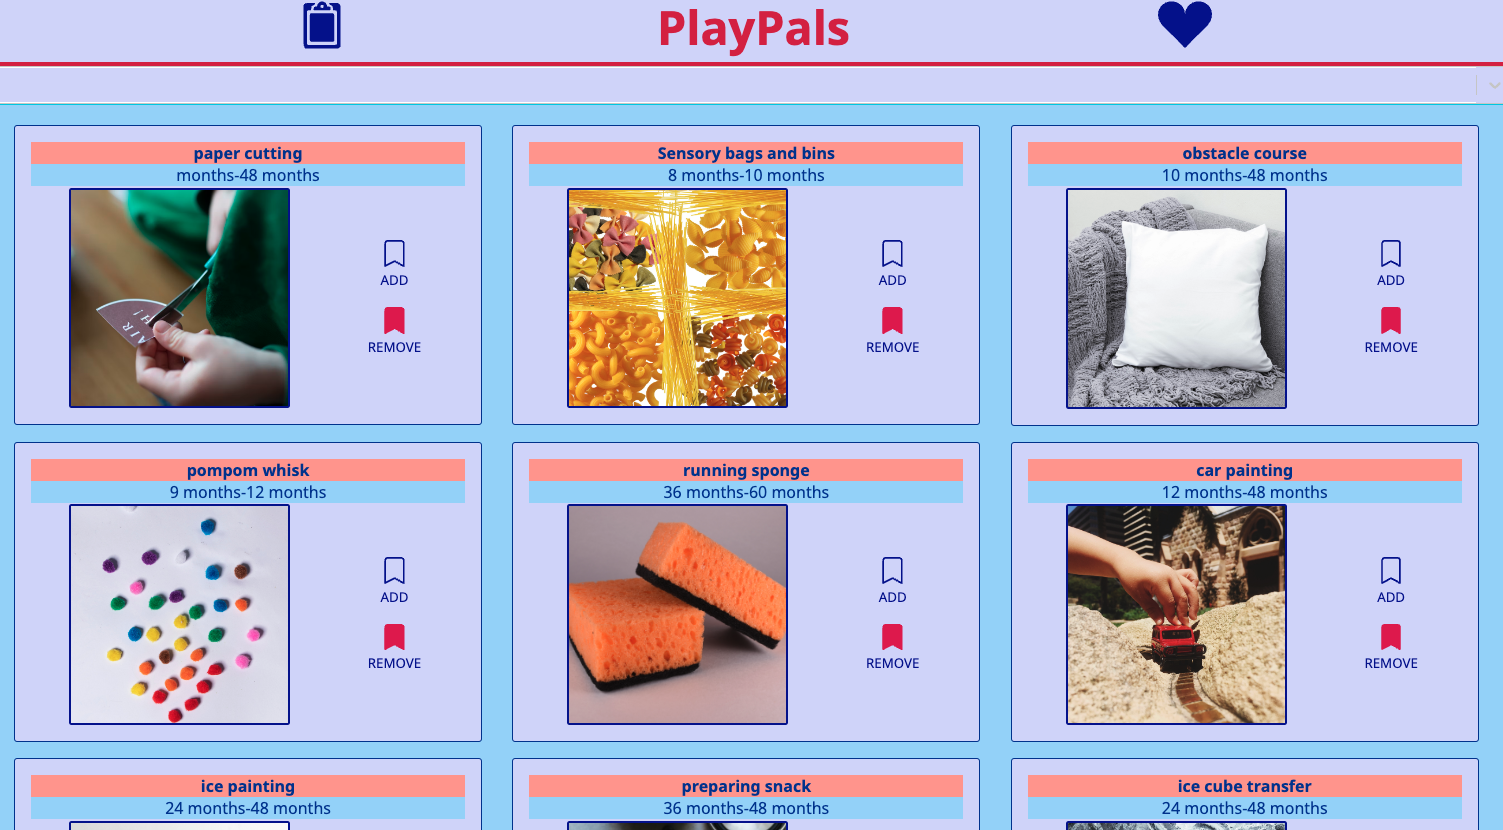 PlayPals
paper cutting
months-48 months
ADD
REMOVE
Sensory bags and bins
8 months-10 months
ADD
REMOVE
obstacle course
10 months-48 months
ADD
REMOVE
pompom whisk
9 months-12 months
ADD
REMOVE
running sponge
36 months-60 months
ADD
REMOVE
car painting
12 months-48 months
ADD
REMOVE
ice painting
24 months-48 months
preparing snack
36 months-48 months
ice cube transfer
24 months-48 months